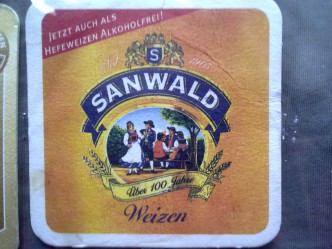 JETZT AUCH ALS
HEFEWEIZEN ALKOHOLFREI!
S
SANWALD
Über 100 Jahre
Weizen